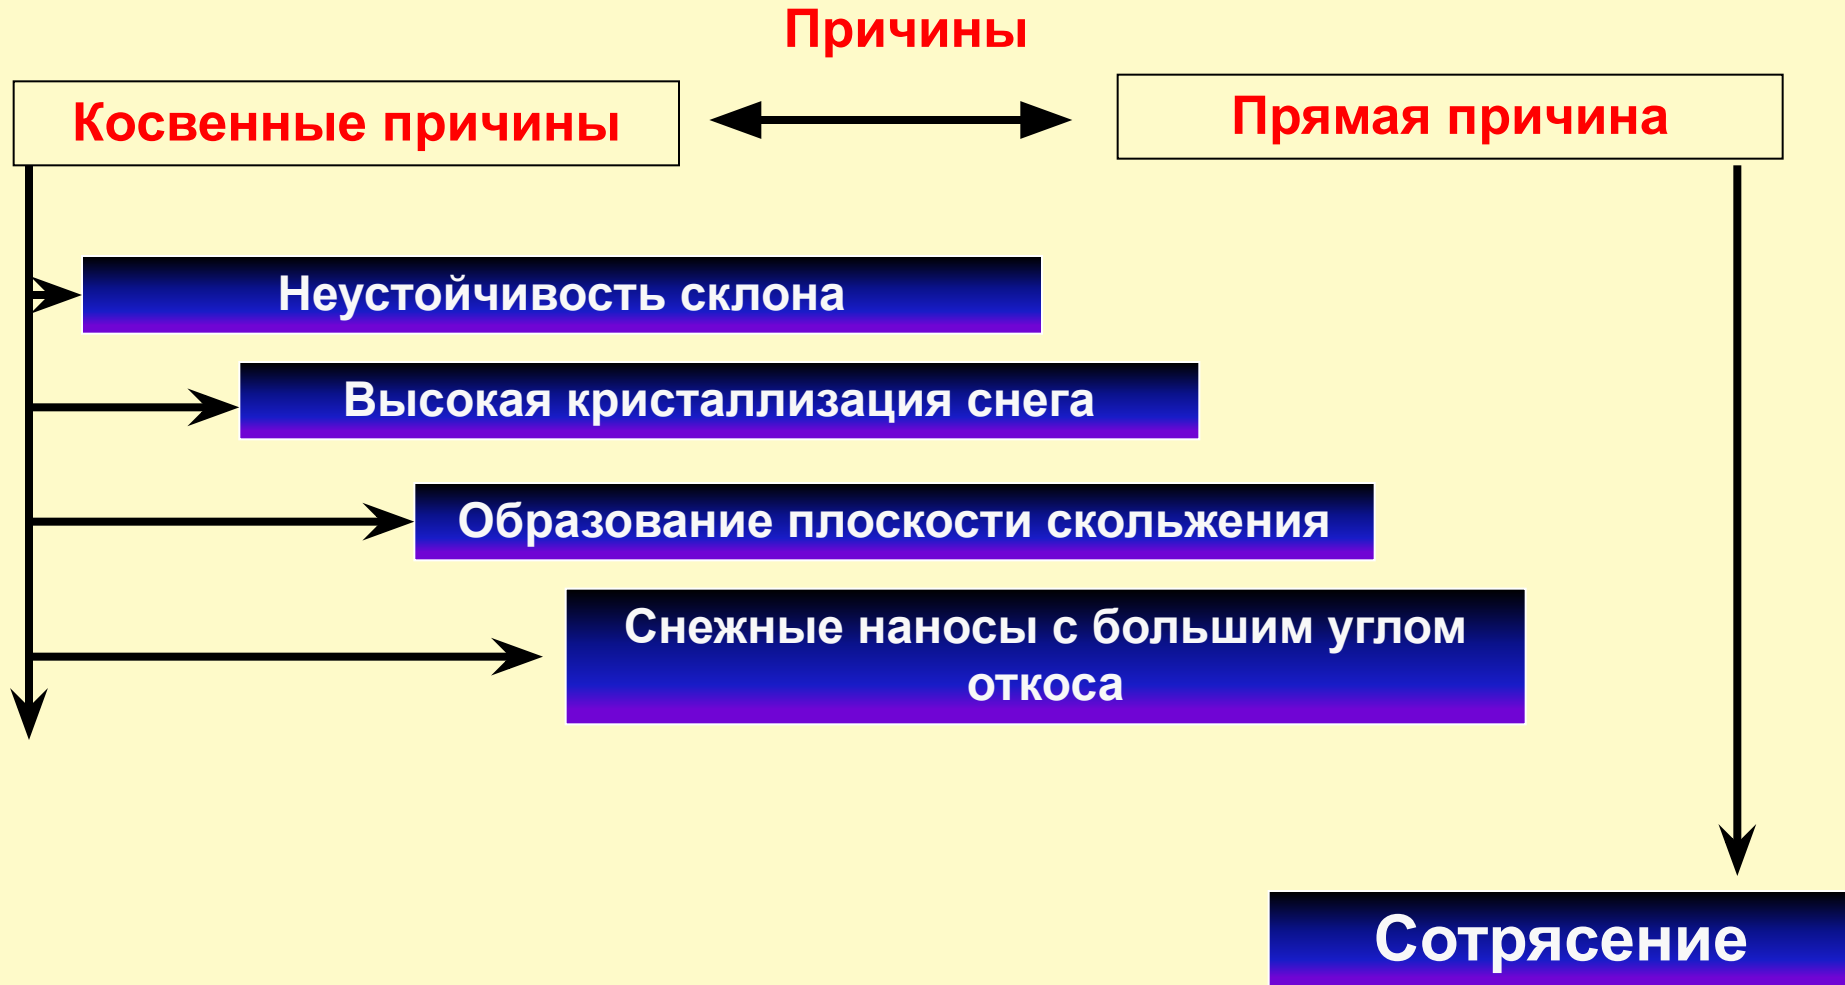 Причины
Косвенные причины
Прямая причина
Неустойчивость склона
Высокая кристаллизация снега
Образование плоскости скольжения
Снежные наносы с большим углом
откоса
Сотрясение